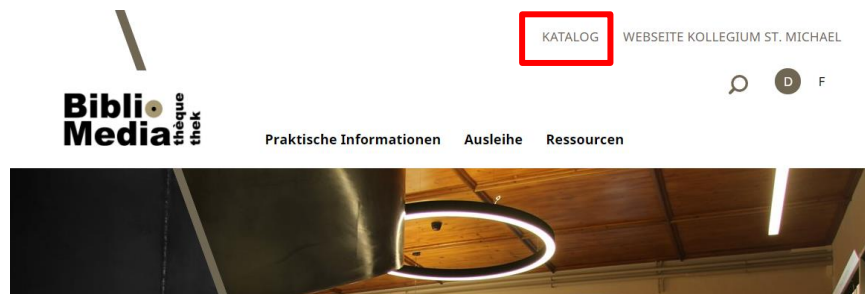 KATALOG WEBSEITE KOLLEGIUM ST. MICHAEL
D F
Biblio thèque
Media thek
Praktische Informationen Ausleihe Ressourcen